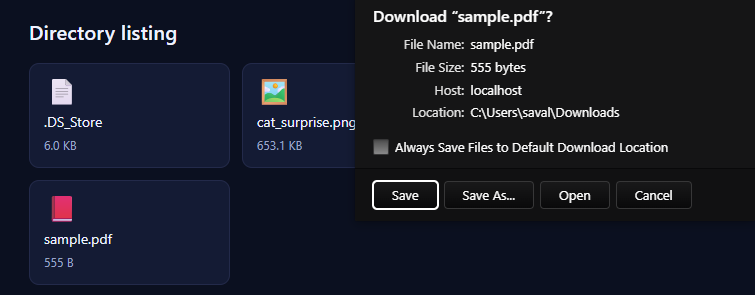 Directory listing
.DS_Store
6.0 KB
cat_surprise.png
653.1 KB
sample.pdf
555 B
Download “sample.pdf”?
File Name: sample.pdf
File Size: 555 bytes
Host: localhost
Location: C:\Users\saval\Downloads
Always Save Files to Default Download Location
Save
Save As...
Open
Cancel